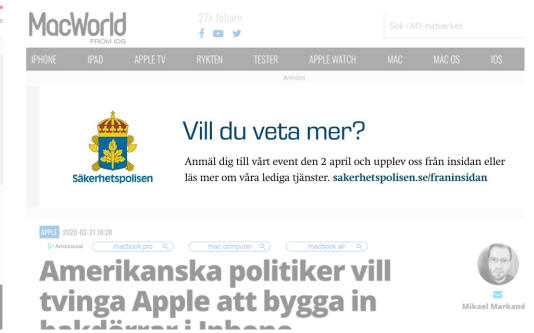 MacWorld
FROM IDG
27k följare
Sök i M3-nätverket
IPHONE IPAD APPLE TV RYKTEN TESTER APPLE WATCH MAC MAC OS IOS
Annons
Säkerhetspolisen
Vill du veta mer?
Anmäl dig till vårt event den 2 april och upplev oss från insidan eller
läs mer om våra lediga tjänster. sakerhetspolisen.se/franinsidan
APPLE 2020-02-21 18:20
Annonsval macbook pro mac computer macbook air
Amerikanska politiker vill
tvinga Apple att bygga in
bakdörrar i Iphone
Mikael Markander